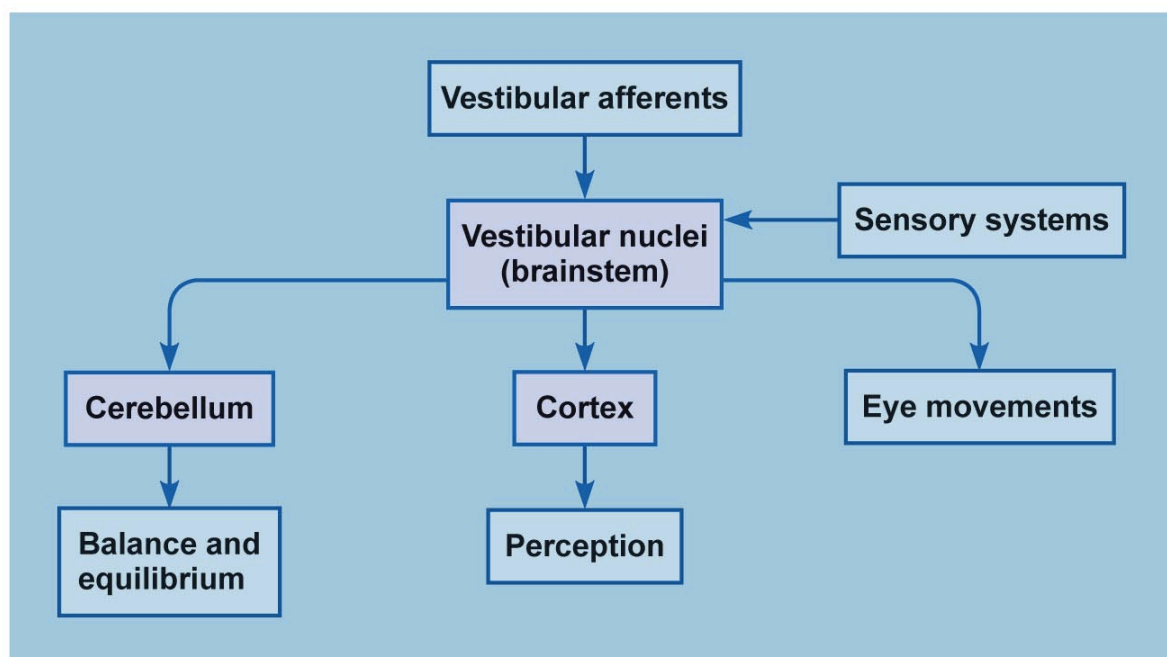 Vestibular afferents
Vestibular nuclei
(brainstem)
Sensory systems
Cerebellum
Cortex
Eye movements
Balance and
equilibrium
Perception